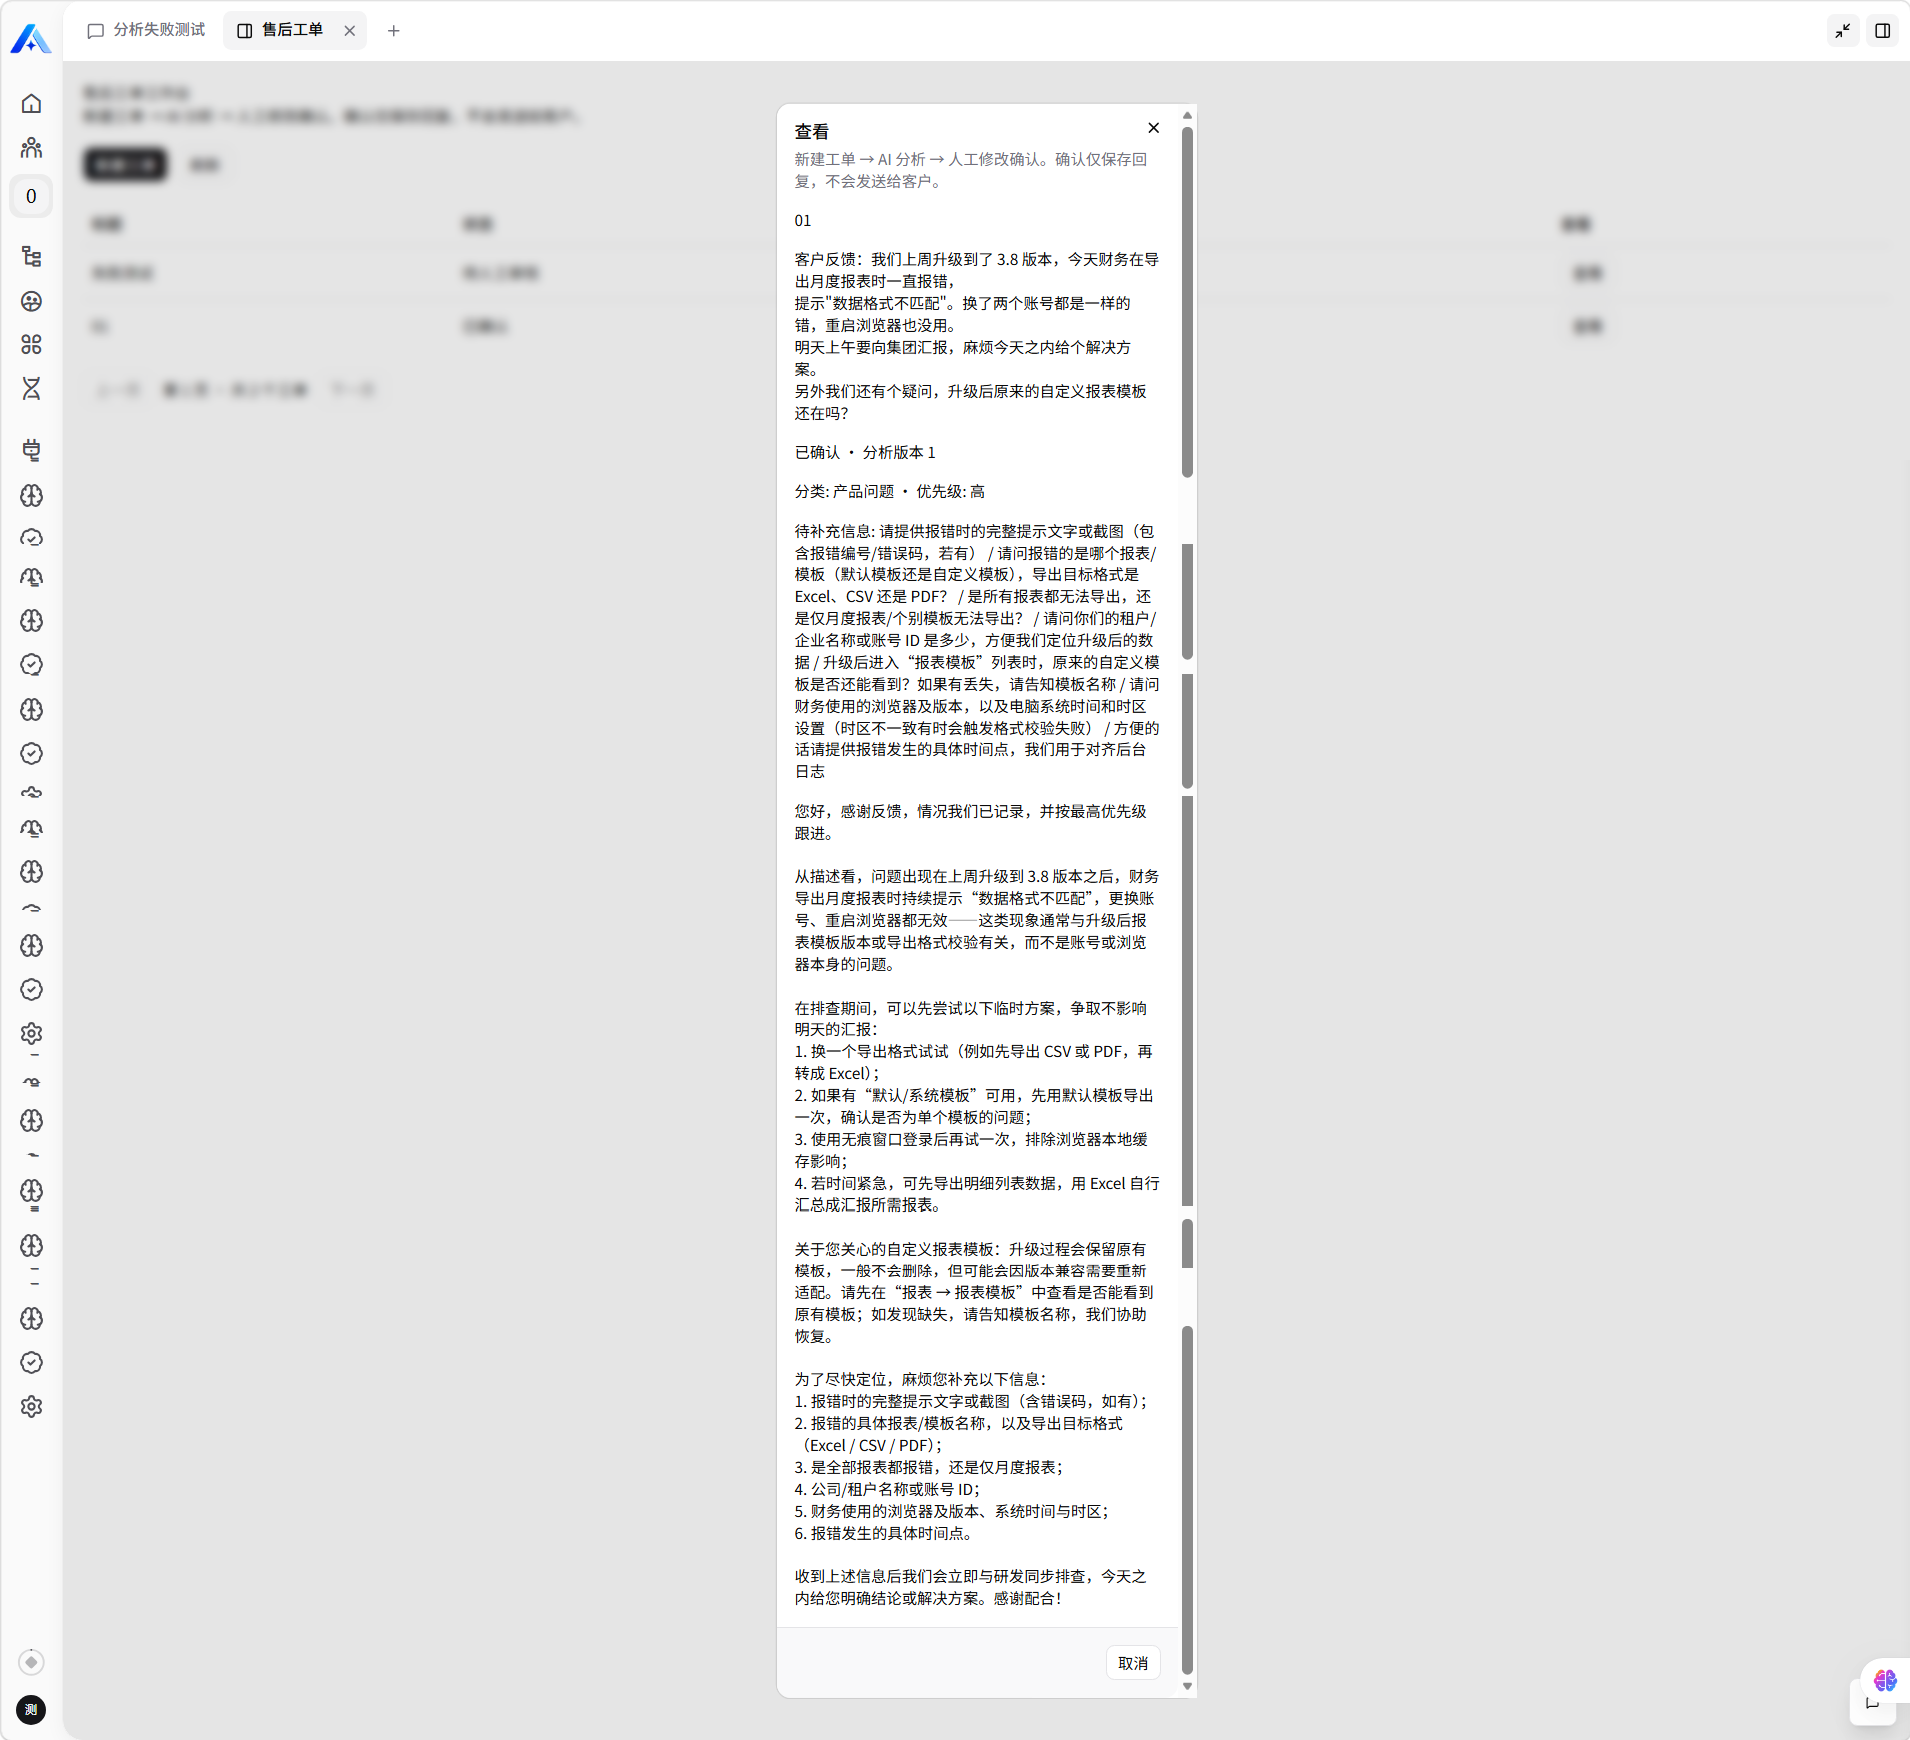 分析失败测试
售后工单
0
查看
新建工单 → AI 分析 → 人工修改确认。确认仅保存回
复，不会发送给客户。
01
客户反馈：我们上周升级到了 3.8 版本，今天财务在导
出月度报表时一直报错，
提示"数据格式不匹配"。换了两个账号都是一样的
错，重启浏览器也没用。
明天上午要向集团汇报，麻烦今天之内给个解决方
案。
另外我们还有个疑问，升级后原来的自定义报表模板
还在吗？
已确认 · 分析版本 1
分类: 产品问题 · 优先级: 高
待补充信息: 请提供报错时的完整提示文字或截图（包
含报错编号/错误码，若有） / 请问报错的是哪个报表/
模板（默认模板还是自定义模板），导出目标格式是
Excel、CSV 还是 PDF？ / 是所有报表都无法导出，还
是仅月度报表/个别模板无法导出？ / 请问你们的租户/
企业名称或账号 ID 是多少，方便我们定位升级后的数
据 / 升级后进入“报表模板”列表时，原来的自定义模
板是否还能看到？如果有丢失，请告知模板名称 / 请问
财务使用的浏览器及版本，以及电脑系统时间和时区
设置（时区不一致有时会触发格式校验失败） / 方便的
话请提供报错发生的具体时间点，我们用于对齐后台
日志
您好，感谢反馈，情况我们已记录，并按最高优先级
跟进。
从描述看，问题出现在上周升级到 3.8 版本之后，财务
导出月度报表时持续提示“数据格式不匹配”，更换账
号、重启浏览器都无效——这类现象通常与升级后报
表模板版本或导出格式校验有关，而不是账号或浏览
器本身的问题。
在排查期间，可以先尝试以下临时方案，争取不影响
明天的汇报：
1. 换一个导出格式试试（例如先导出 CSV 或 PDF，再
转成 Excel）；
2. 如果有“默认/系统模板”可用，先用默认模板导出
一次，确认是否为单个模板的问题；
3. 使用无痕窗口登录后再试一次，排除浏览器本地缓
存影响；
4. 若时间紧急，可先导出明细列表数据，用 Excel 自行
汇总成汇报所需报表。
关于您关心的自定义报表模板：升级过程会保留原有
模板，一般不会删除，但可能会因版本兼容需要重新
适配。请先在“报表 → 报表模板”中查看是否能看到
原有模板；如发现缺失，请告知模板名称，我们协助
恢复。
为了尽快定位，麻烦您补充以下信息：
1. 报错时的完整提示文字或截图（含错误码，如有）；
2. 报错的具体报表/模板名称，以及导出目标格式
（Excel / CSV / PDF）；
3. 是全部报表都报错，还是仅月度报表；
4. 公司/租户名称或账号 ID；
5. 财务使用的浏览器及版本、系统时间与时区；
6. 报错发生的具体时间点。
收到上述信息后我们会立即与研发同步排查，今天之
内给您明确结论或解决方案。感谢配合！
取消
测